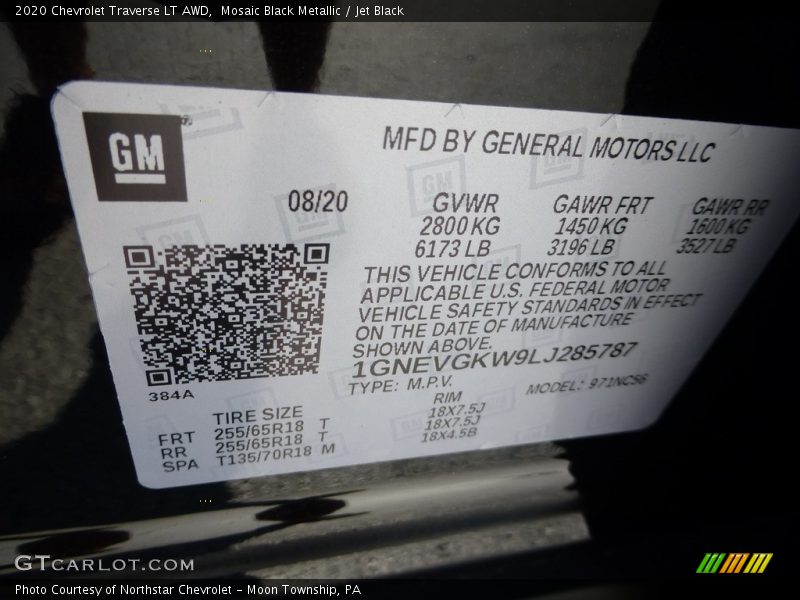 2020 Chevrolet Traverse LT AWD, Mosaic Black Metallic / Jet Black
GM
MFD BY GENERAL MOTORS LLC
08/20
GVWR GAWR FRT GAWR RR
2800 KG 1450 KG 1600 KG
6173 LB 3196 LB 3527 LB
THIS VEHICLE CONFORMS TO ALL
APPLICABLE U.S. FEDERAL MOTOR
VEHICLE SAFETY STANDARDS IN EFFECT
ON THE DATE OF MANUFACTURE
SHOWN ABOVE.
1GNEVGKW9LJ285787
TYPE: M.P.V. MODEL: 971NC56
384A
TIRE SIZE RIM
FRT 255/65R18 T 18X7.5J
RR 255/65R18 T 18X7.5J
SPA T135/70R18 M 18X4.5B
GTCARLOT.COM
Photo Courtesy of Northstar Chevrolet - Moon Township, PA